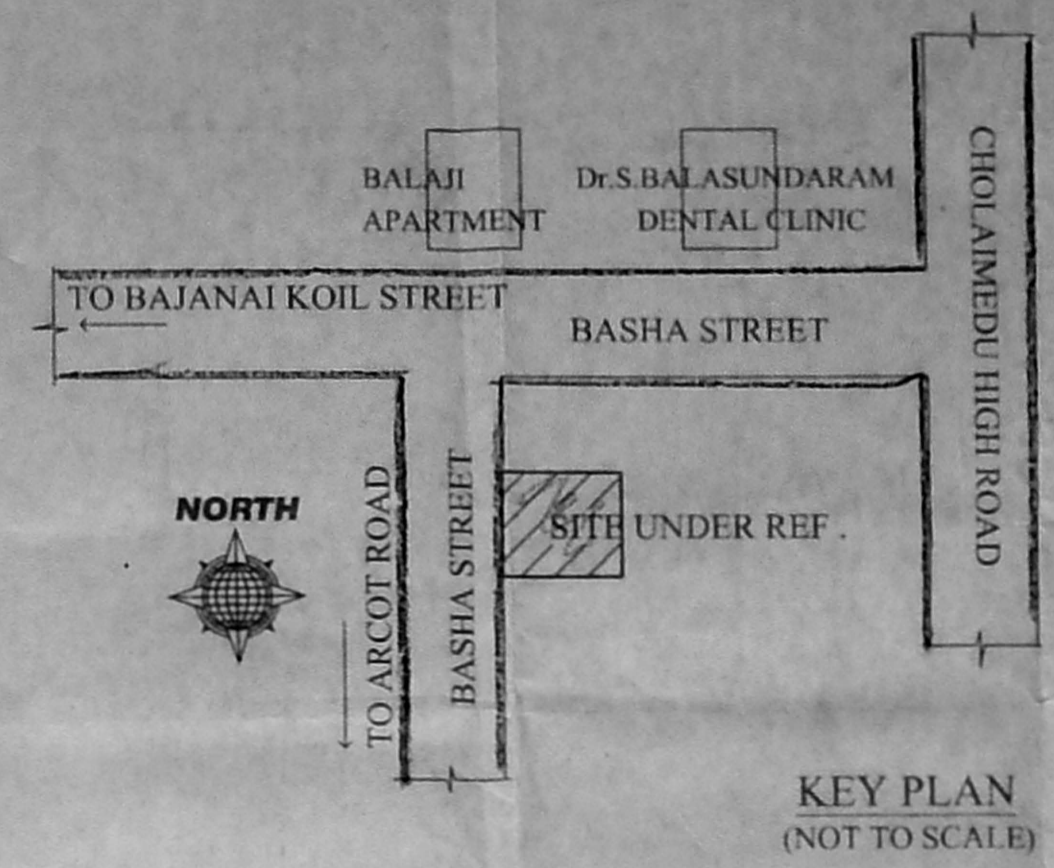 BALAJI
APARTMENT
Dr.S.BALASUNDARAM
DENTAL CLINIC
CHOLAIMEDU HIGH ROAD
TO BAJANAI KOIL STREET
BASHA STREET
NORTH
TO ARCOT ROAD
BASHA STREET
SITE UNDER REF .
KEY PLAN
(NOT TO SCALE)